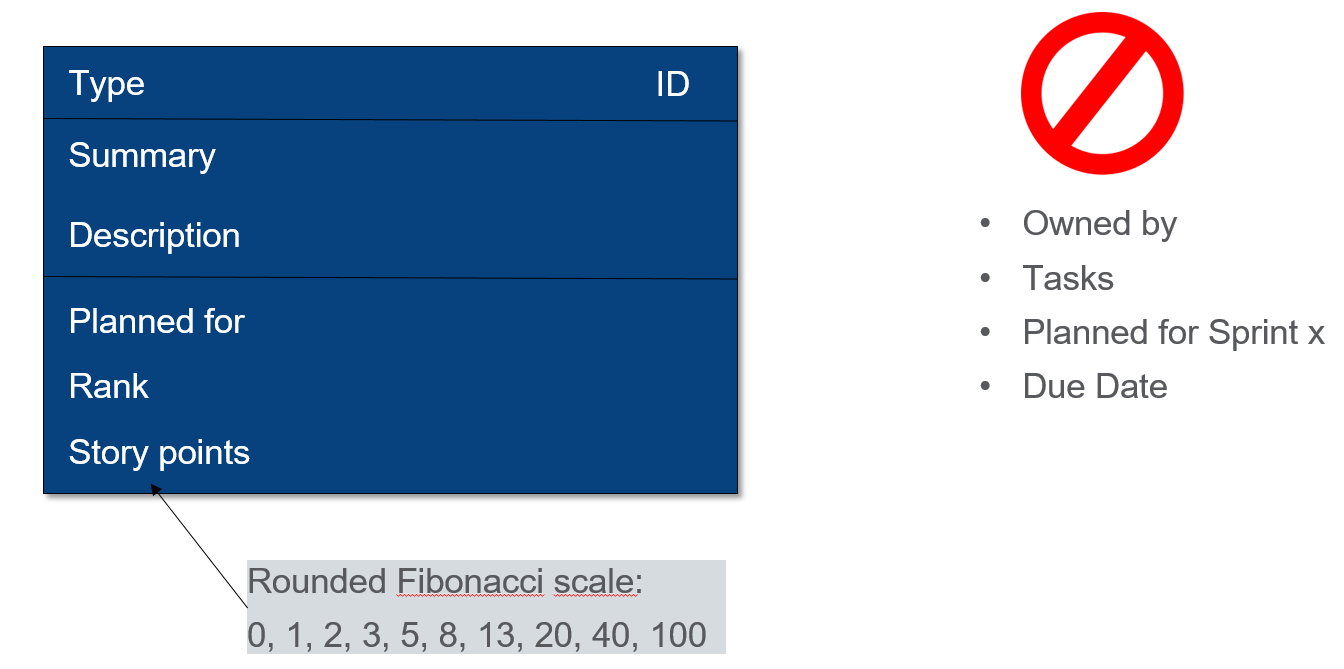 Type ID
Summary
Description
Planned for
Rank
Story points
Rounded Fibonacci scale:
0, 1, 2, 3, 5, 8, 13, 20, 40, 100
• Owned by
• Tasks
• Planned for Sprint x
• Due Date